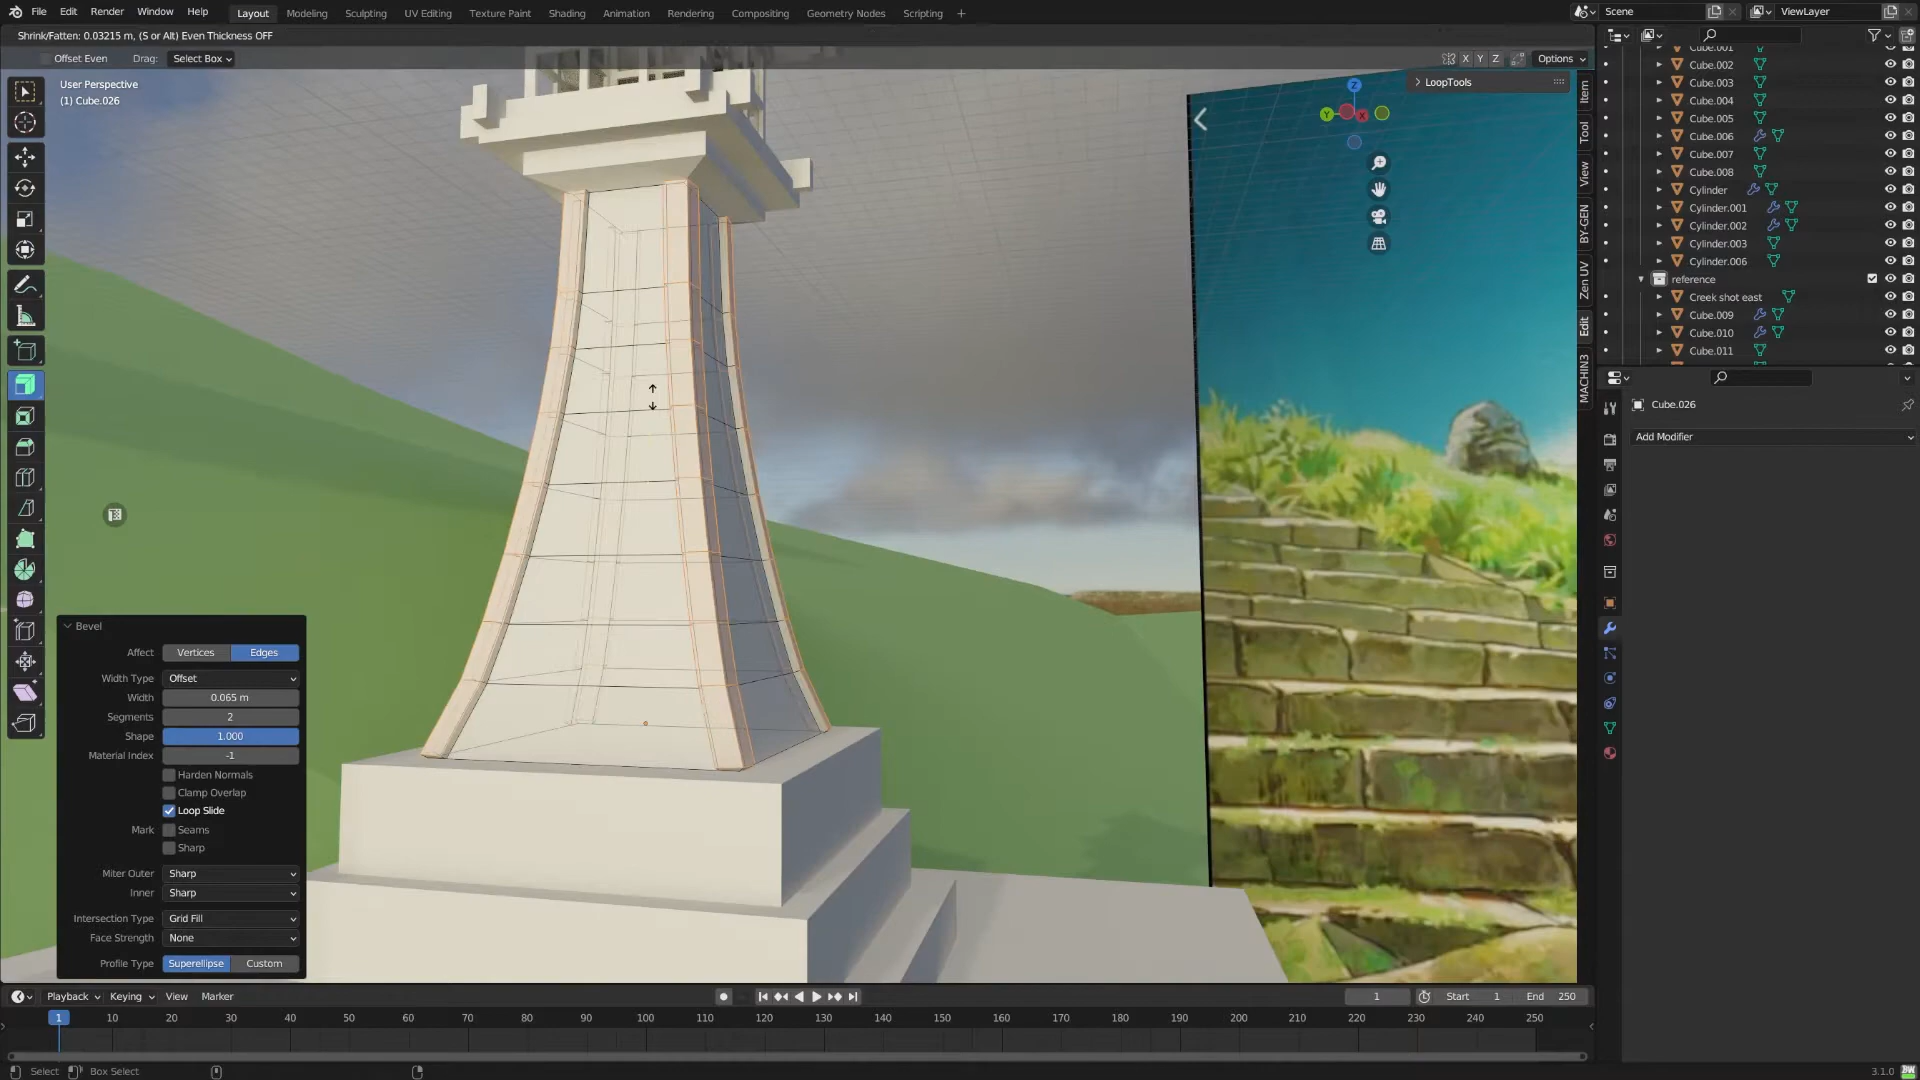 File Edit Render Window Help Layout Modeling Sculpting UV Editing Texture Paint Shading Animation Rendering Compositing Geometry Nodes Scripting + Scene ViewLayer
Shrink/Fatten: 0.03215 m, (S or Alt) Even Thickness OFF
Offset Even Drag: Select Box X Y Z Options
User Perspective
(1) Cube.026
LoopTools
Z
Y
X
Item
Tool
View
BY-GEN
Zen UV
Edit
MACHIN3
Cube.001
Cube.002
Cube.003
Cube.004
Cube.005
Cube.006
Cube.007
Cube.008
Cylinder
Cylinder.001
Cylinder.002
Cylinder.003
Cylinder.006
reference
Creek shot east
Cube.009
Cube.010
Cube.011
Cube.026
Add Modifier
Bevel
Affect Vertices Edges
Width Type Offset
Width 0.065 m
Segments 2
Shape 1.000
Material Index -1
Harden Normals
Clamp Overlap
Loop Slide
Mark Seams
Sharp
Miter Outer Sharp
Inner Sharp
Intersection Type Grid Fill
Face Strength None
Profile Type Superellipse Custom
Playback Keying View Marker 1 Start 1 End 250
1 10 20 30 40 50 60 70 80 90 100 110 120 130 140 150 160 170 180 190 200 210 220 230 240 250
Select Box Select 3.1.0